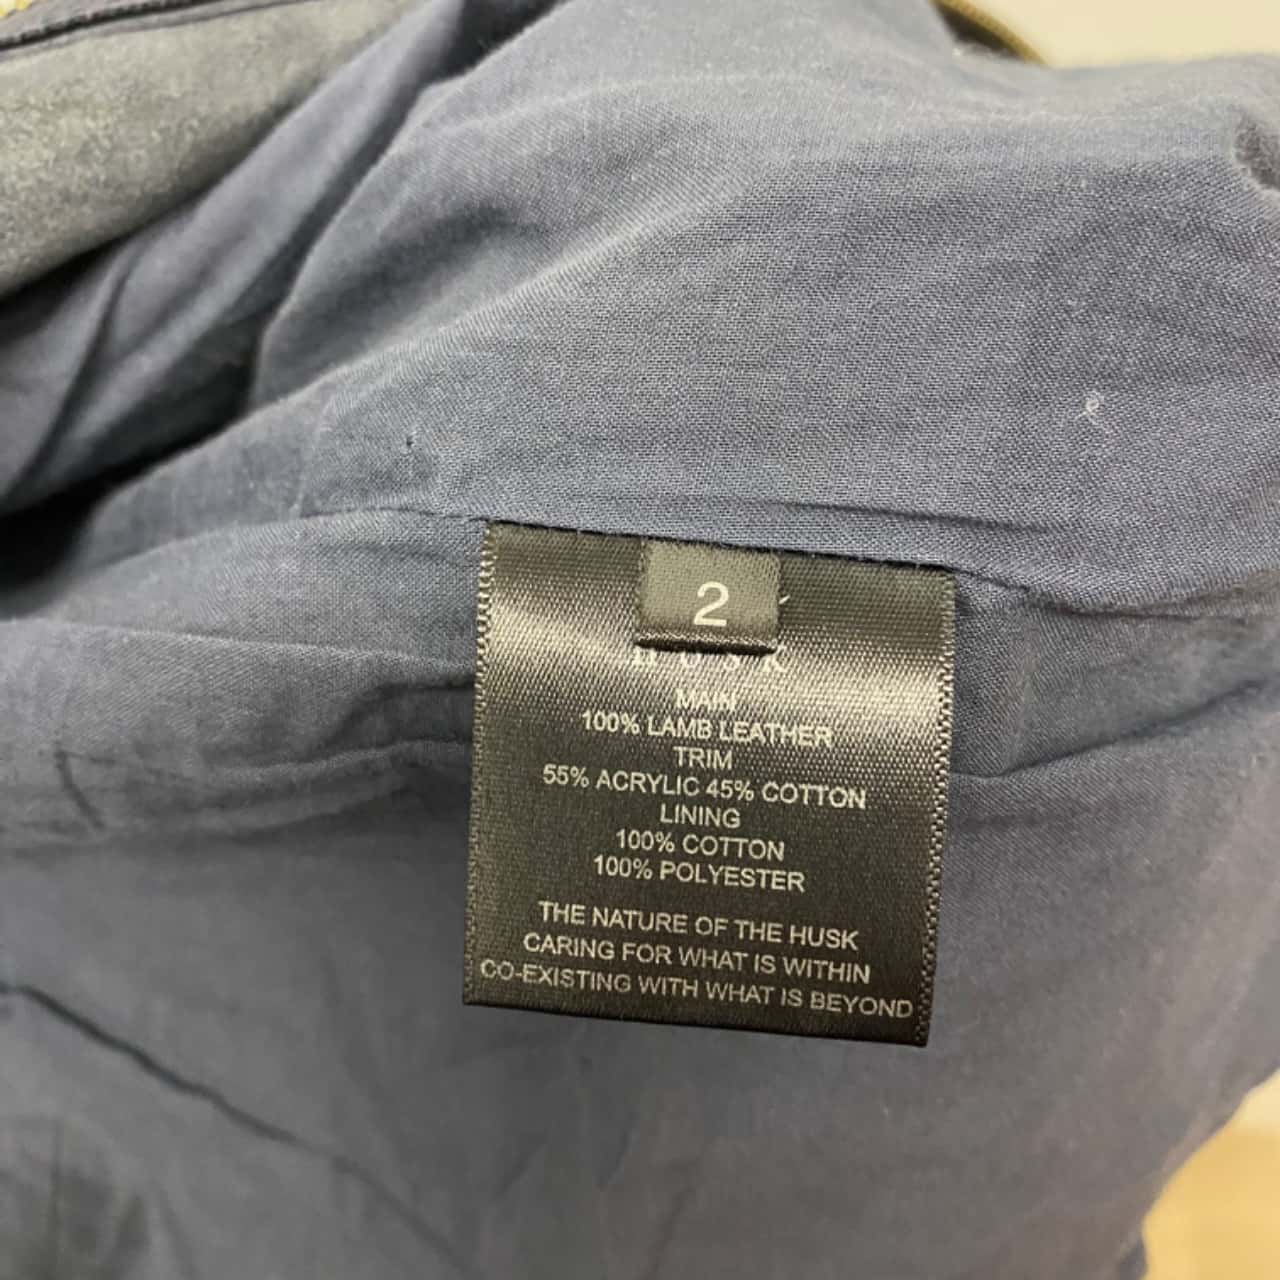 2
HUSK
MAIN
100% LAMB LEATHER
TRIM
55% ACRYLIC 45% COTTON
LINING
100% COTTON
100% POLYESTER
THE NATURE OF THE HUSK
CARING FOR WHAT IS WITHIN
CO-EXISTING WITH WHAT IS BEYOND